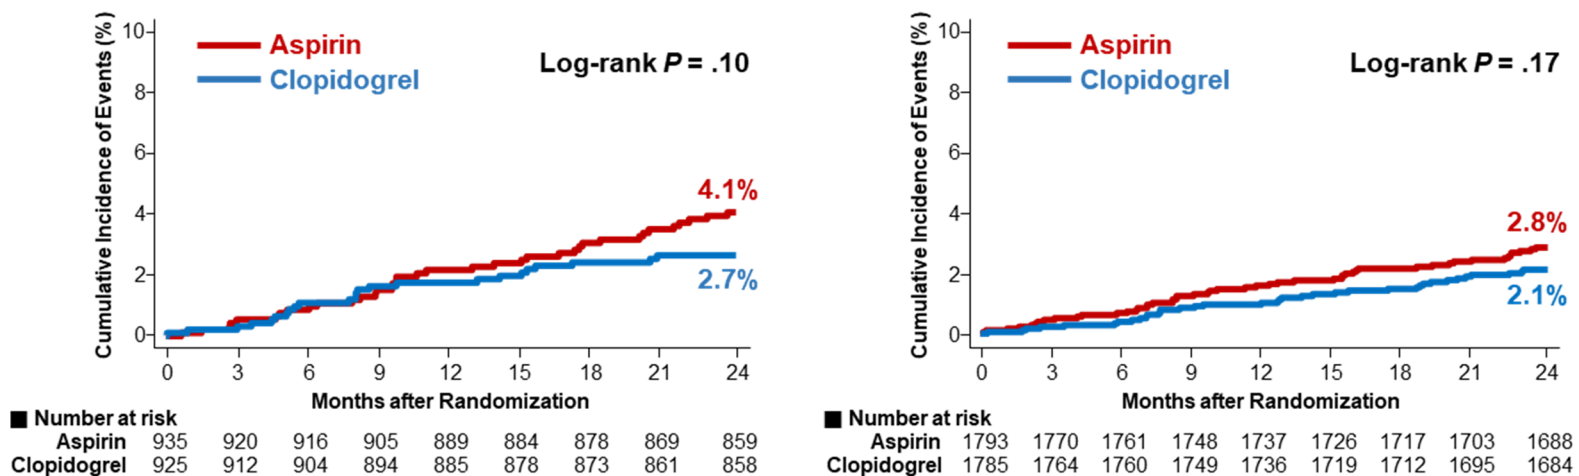 Cumulative Incidence of Events (%)
10
8
6
4
2
0
Aspirin
Clopidogrel
Log-rank P = .10
4.1%
2.7%
0 3 6 9 12 15 18 21 24
Months after Randomization
Number at risk
Aspirin 935 920 916 905 889 884 878 869 859
Clopidogrel 925 912 904 894 885 878 873 861 858
Cumulative Incidence of Events (%)
10
8
6
4
2
0
Aspirin
Clopidogrel
Log-rank P = .17
2.8%
2.1%
0 3 6 9 12 15 18 21 24
Months after Randomization
Number at risk
Aspirin 1793 1770 1761 1748 1737 1726 1717 1703 1688
Clopidogrel 1785 1764 1760 1749 1736 1719 1712 1695 1684